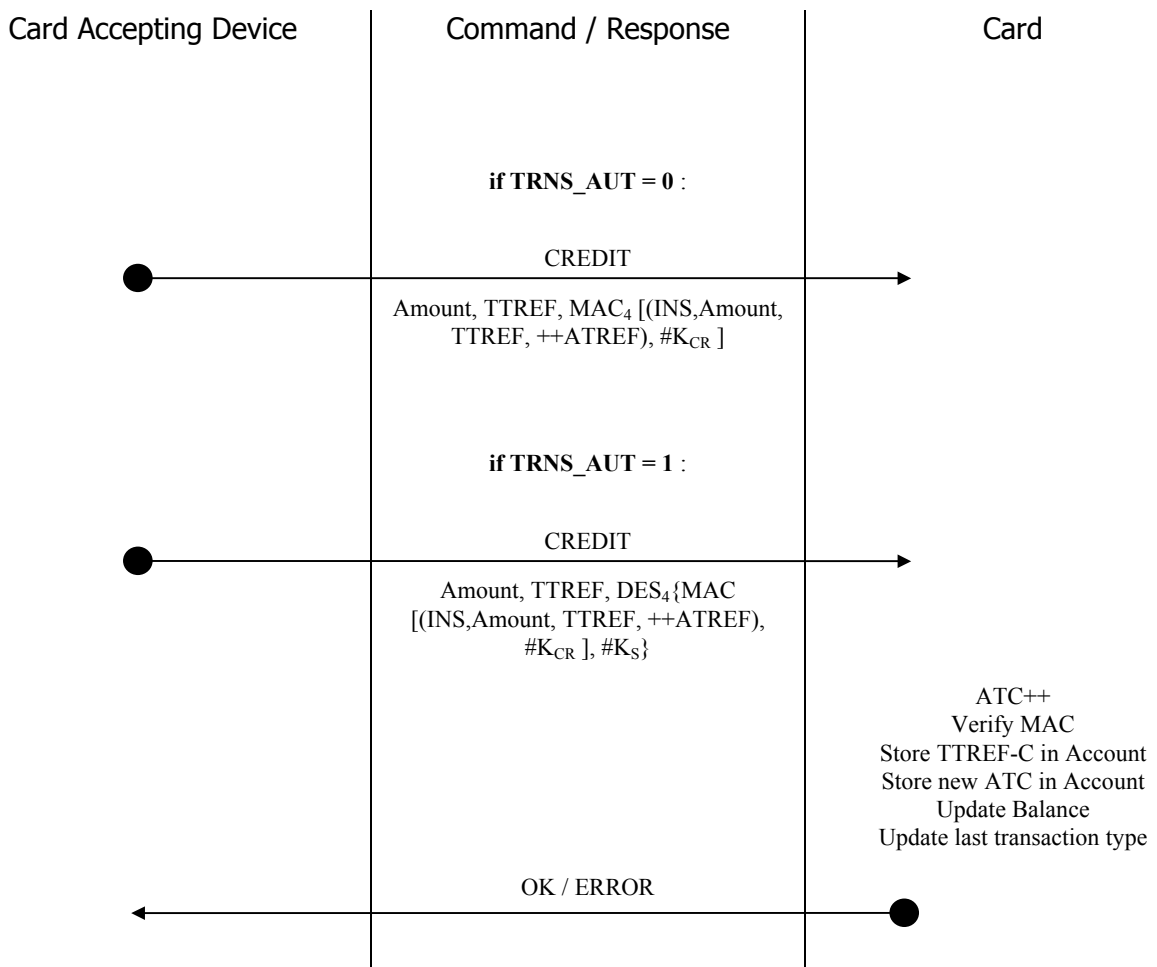 Card Accepting Device
Command / Response
Card
if TRNS_AUT = 0 :
CREDIT
Amount, TTREF, MAC4 [(INS,Amount,
TTREF, ++ATREF), #KCR ]
if TRNS_AUT = 1 :
CREDIT
Amount, TTREF, DES4{MAC
[(INS,Amount, TTREF, ++ATREF),
#KCR ], #KS}
ATC++
Verify MAC
Store TTREF-C in Account
Store new ATC in Account
Update Balance
Update last transaction type
OK / ERROR